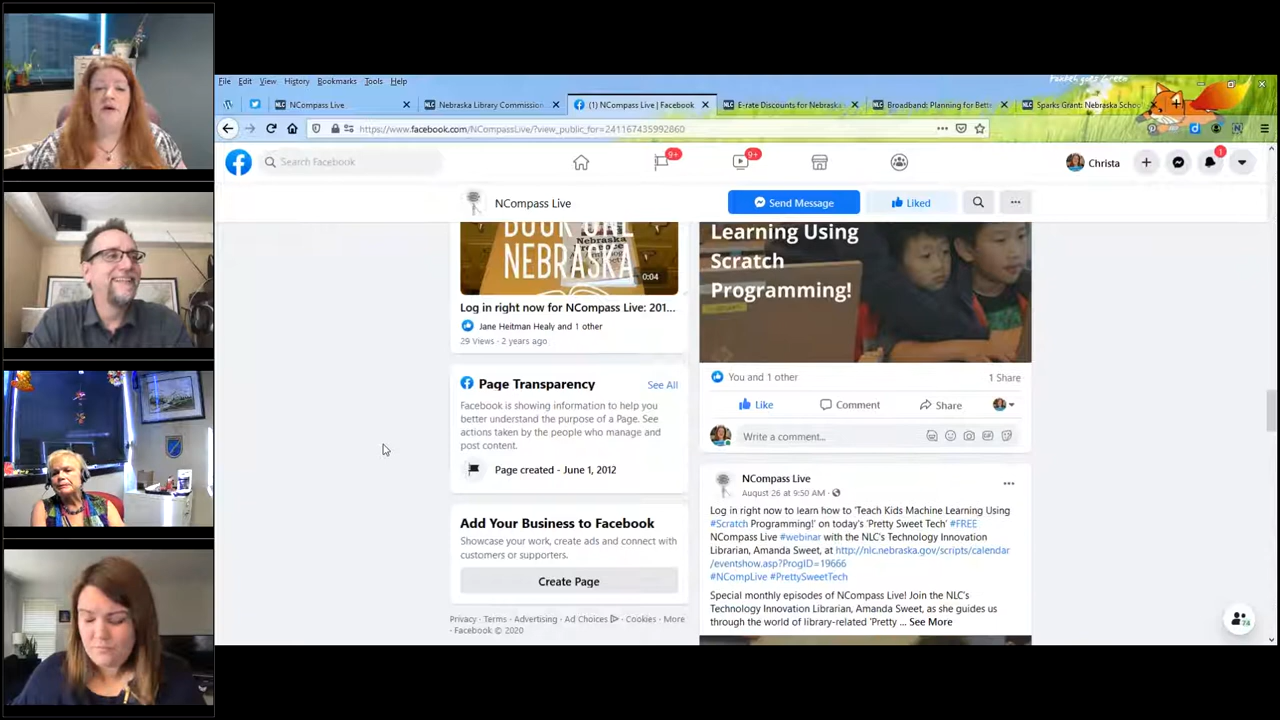 File Edit View History Bookmarks Tools Help
NCompass Live
Nebraska Library Commission
(1) NCompass Live | Facebook
E-rate Discounts for Nebraska
Broadband: Planning for Bette
Sparks Grant: Nebraska Schoo
https://www.facebook.com/NCompassLive/?view_public_for=241167435992860
Search Facebook
9+
9+
Christa
1
NCompass Live
Send Message
Liked
BOOK ONE
NEBRASKA
0:04
Log in right now for NCompass Live: 201...
Jane Heitman Healy and 1 other
29 Views · 2 years ago
Page Transparency
See All
Facebook is showing information to help you
better understand the purpose of a Page. See
actions taken by the people who manage and
post content.
Page created - June 1, 2012
Add Your Business to Facebook
Showcase your work, create ads and connect with
customers or supporters.
Create Page
Privacy · Terms · Advertising · Ad Choices · Cookies · More
· Facebook © 2020
Learning Using
Scratch
Programming!
You and 1 other
1 Share
Like
Comment
Share
Write a comment...
NCompass Live
August 26 at 9:50 AM ·
Log in right now to learn how to 'Teach Kids Machine Learning Using
#Scratch Programming!' on today's 'Pretty Sweet Tech' #FREE
NCompass Live #webinar with the NLC's Technology Innovation
Librarian, Amanda Sweet, at http://nlc.nebraska.gov/scripts/calendar
/eventshow.asp?ProgID=19666
#NCompLive #PrettySweetTech
Special monthly episodes of NCompass Live! Join the NLC's
Technology Innovation Librarian, Amanda Sweet, as she guides us
through the world of library-related 'Pretty ... See More
74